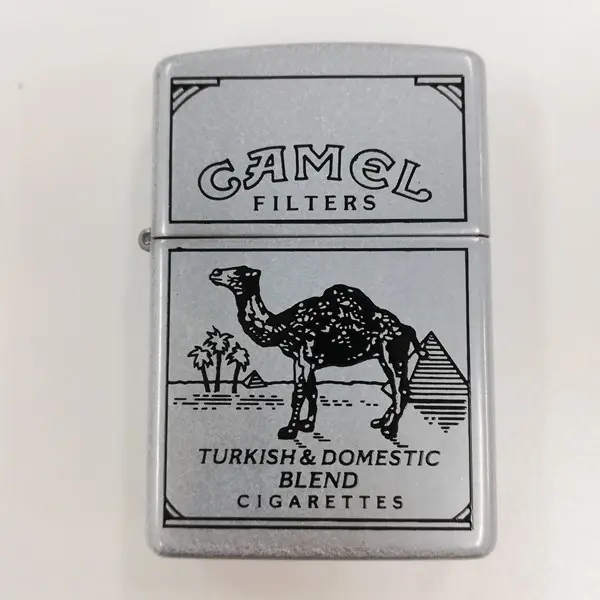 CAMEL
FILTERS
TURKISH & DOMESTIC
BLEND
CIGARETTES